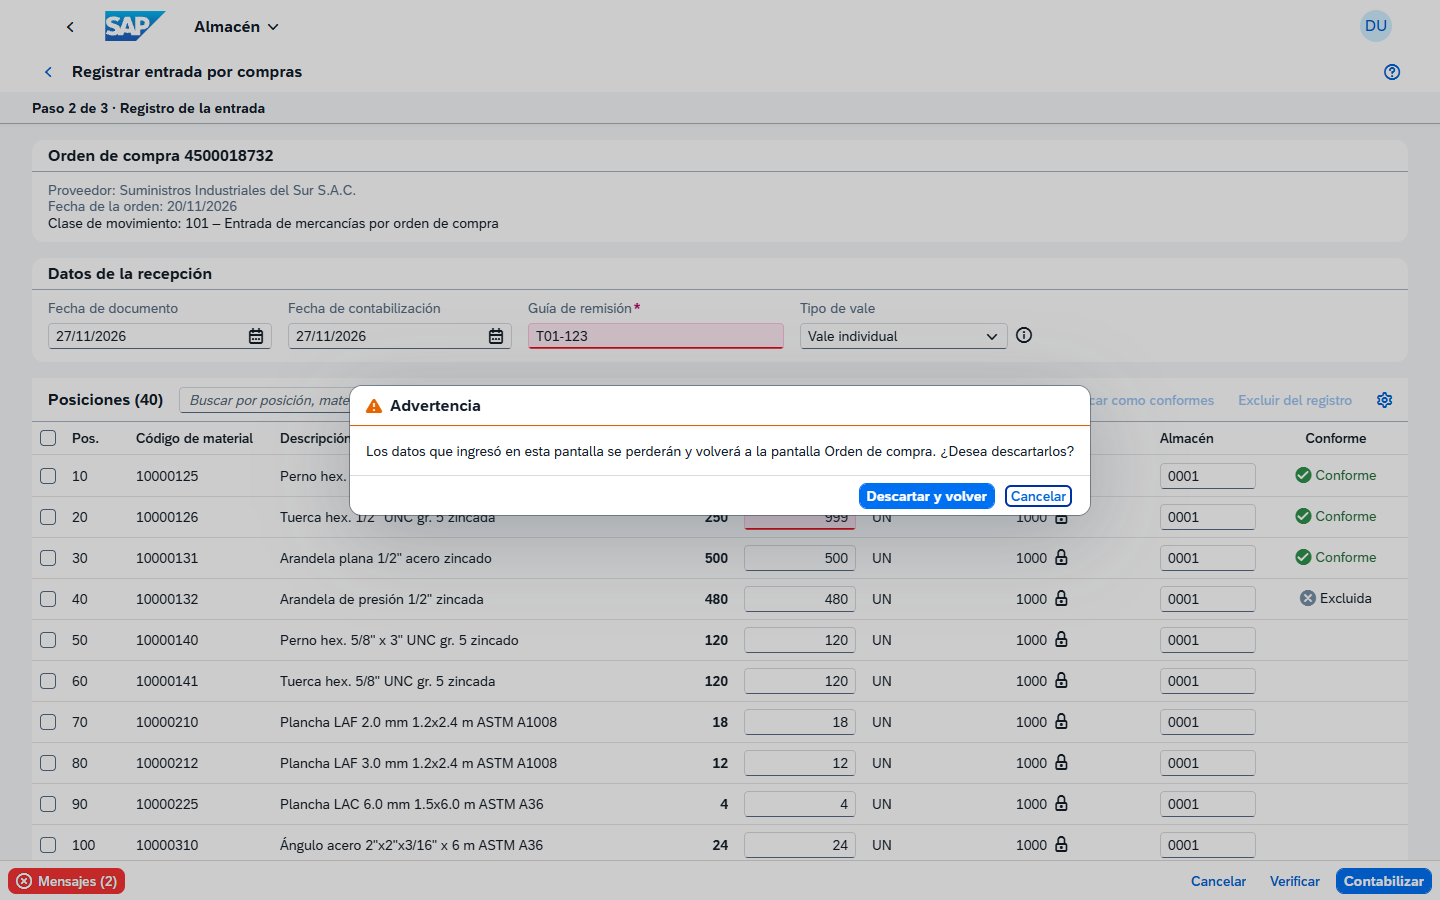 SAP
Almacén
DU
Registrar entrada por compras
Paso 2 de 3 · Registro de la entrada
Orden de compra 4500018732
Proveedor: Suministros Industriales del Sur S.A.C.
Fecha de la orden: 20/11/2026
Clase de movimiento: 101 – Entrada de mercancías por orden de compra
Datos de la recepción
Fecha de documento Fecha de contabilización Guía de remisión* Tipo de vale
27/11/2026 27/11/2026 T01-123 Vale individual
Posiciones (40) Buscar por posición, mate car como conformes Excluir del registro
Advertencia
Los datos que ingresó en esta pantalla se perderán y volverá a la pantalla Orden de compra. ¿Desea descartarlos?
Descartar y volver Cancelar
Pos. Código de material Descripción Almacén Conforme
10 10000125 Perno hex. 0001 Conforme
20 10000126 Tuerca hex. 1/2" UNC gr. 5 zincada 250 999 UN 1000 0001 Conforme
30 10000131 Arandela plana 1/2" acero zincado 500 500 UN 1000 0001 Conforme
40 10000132 Arandela de presión 1/2" zincada 480 480 UN 1000 0001 Excluida
50 10000140 Perno hex. 5/8" x 3" UNC gr. 5 zincado 120 120 UN 1000 0001
60 10000141 Tuerca hex. 5/8" UNC gr. 5 zincada 120 120 UN 1000 0001
70 10000210 Plancha LAF 2.0 mm 1.2x2.4 m ASTM A1008 18 18 UN 1000 0001
80 10000212 Plancha LAF 3.0 mm 1.2x2.4 m ASTM A1008 12 12 UN 1000 0001
90 10000225 Plancha LAC 6.0 mm 1.5x6.0 m ASTM A36 4 4 UN 1000 0001
100 10000310 Ángulo acero 2"x2"x3/16" x 6 m ASTM A36 24 24 UN 1000 0001
Mensajes (2) Cancelar Verificar Contabilizar